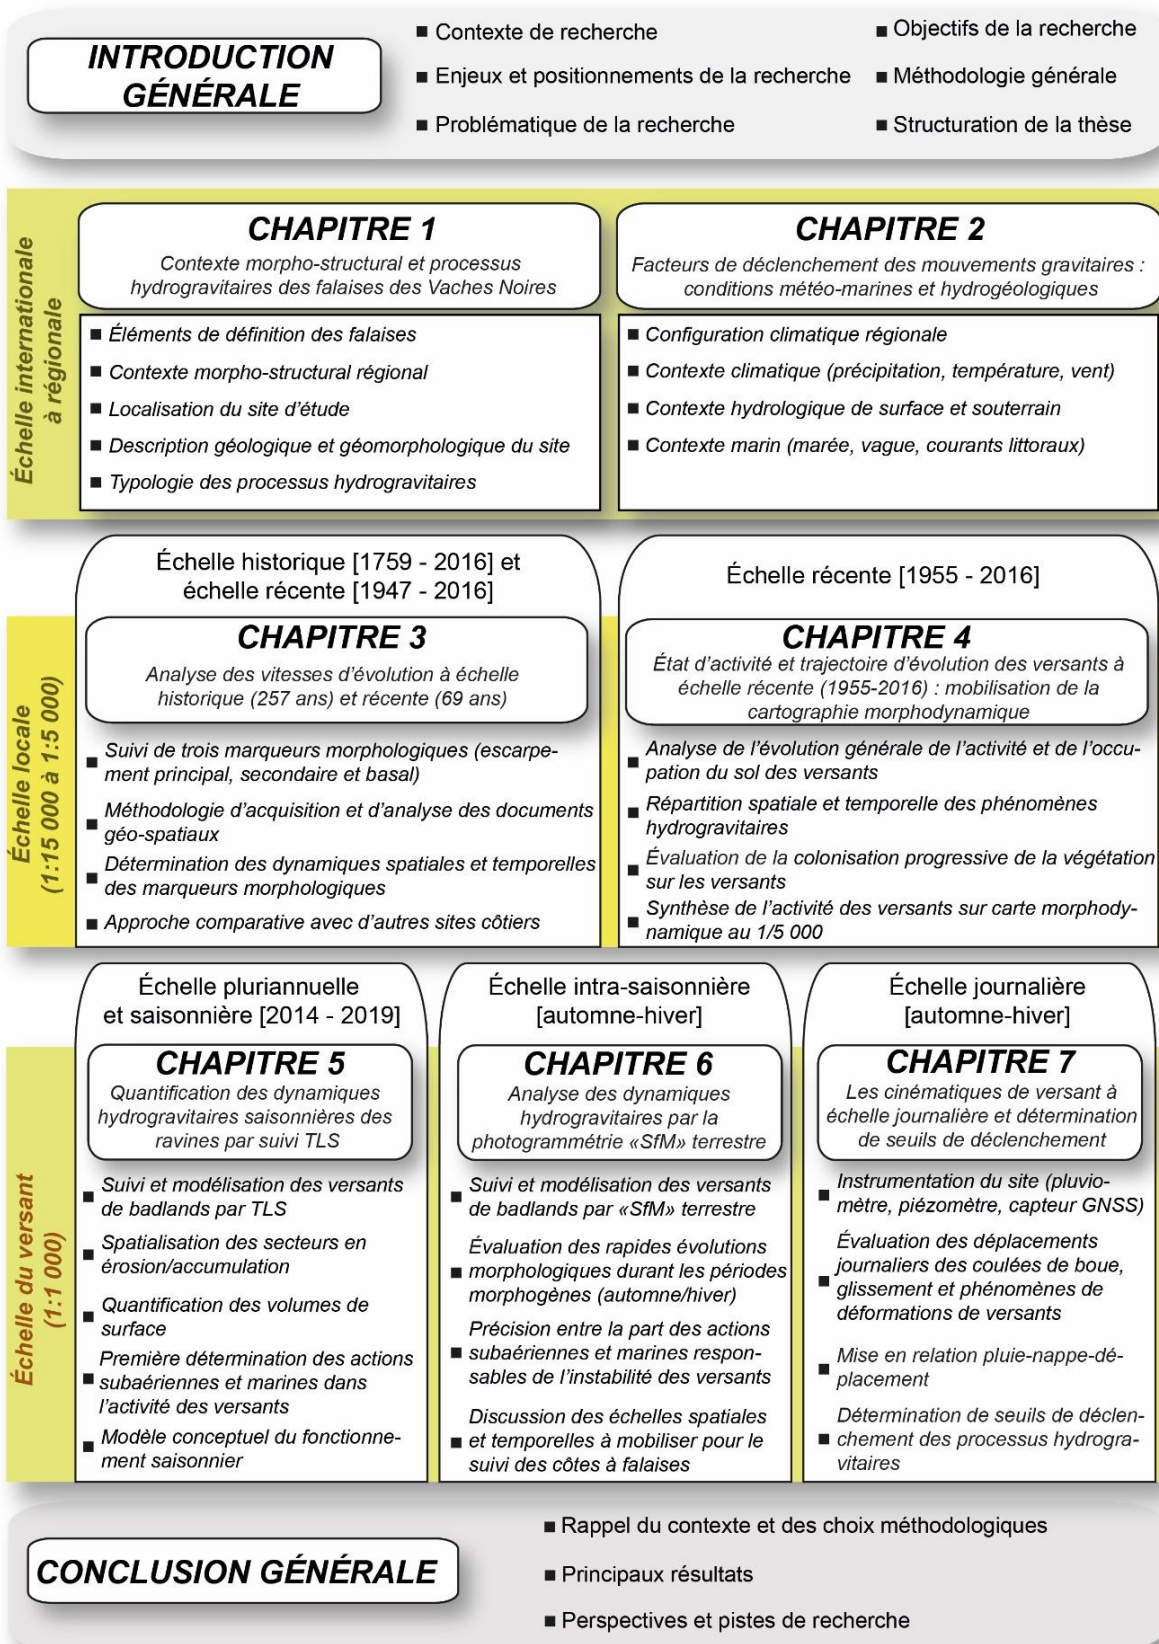 INTRODUCTION
GÉNÉRALE
■ Contexte de recherche
■ Enjeux et positionnements de la recherche
■ Problématique de la recherche
■ Objectifs de la recherche
■ Méthodologie générale
■ Structuration de la thèse
Échelle internationale
à régionale
CHAPITRE 1
Contexte morpho-structural et processus
hydrogravitaires des falaises des Vaches Noires
■ Éléments de définition des falaises
■ Contexte morpho-structural régional
■ Localisation du site d'étude
■ Description géologique et géomorphologique du site
■ Typologie des processus hydrogravitaires
CHAPITRE 2
Facteurs de déclenchement des mouvements gravitaires :
conditions météo-marines et hydrogéologiques
■ Configuration climatique régionale
■ Contexte climatique (précipitation, température, vent)
■ Contexte hydrologique de surface et souterrain
■ Contexte marin (marée, vague, courants littoraux)
Échelle locale
(1:15 000 à 1:5 000)
Échelle historique [1759 - 2016] et
échelle récente [1947 - 2016]
CHAPITRE 3
Analyse des vitesses d'évolution à échelle
historique (257 ans) et récente (69 ans)
■ Suivi de trois marqueurs morphologiques (escarpe-
ment principal, secondaire et basal)
■ Méthodologie d'acquisition et d'analyse des documents
géo-spatiaux
■ Détermination des dynamiques spatiales et temporelles
des marqueurs morphologiques
■ Approche comparative avec d'autres sites côtiers
Échelle récente [1955 - 2016]
CHAPITRE 4
État d'activité et trajectoire d'évolution des versants à
échelle récente (1955-2016) : mobilisation de la
cartographie morphodynamique
■ Analyse de l'évolution générale de l'activité et de l'occu-
pation du sol des versants
■ Répartition spatiale et temporelle des phénomènes
hydrogravitaires
■ Évaluation de la colonisation progressive de la végétation
sur les versants
■ Synthèse de l'activité des versants sur carte morphody-
namique au 1/5 000
Échelle du versant
(1:1 000)
Échelle pluriannuelle
et saisonnière [2014 - 2019]
CHAPITRE 5
Quantification des dynamiques
hydrogravitaires saisonnières des
ravines par suivi TLS
■ Suivi et modélisation des versants
de badlands par TLS
■ Spatialisation des secteurs en
érosion/accumulation
■ Quantification des volumes de
surface
■ Première détermination des actions
subaériennes et marines dans
l'activité des versants
■ Modèle conceptuel du fonctionne-
ment saisonnier
Échelle intra-saisonnière
[automne-hiver]
CHAPITRE 6
Analyse des dynamiques
hydrogravitaires par la
photogrammétrie «SfM» terrestre
■ Suivi et modélisation des versants
de badlands par «SfM» terrestre
■ Évaluation des rapides évolutions
morphologiques durant les périodes
morphogènes (automne/hiver)
■ Précision entre la part des actions
subaériennes et marines respon-
sables de l'instabilité des versants
■ Discussion des échelles spatiales
et temporelles à mobiliser pour le
suivi des côtes à falaises
Échelle journalière
[automne-hiver]
CHAPITRE 7
Les cinématiques de versant à
échelle journalière et détermination
de seuils de déclenchement
■ Instrumentation du site (pluvio-
mètre, piézomètre, capteur GNSS)
■ Évaluation des déplacements
journaliers des coulées de boue,
glissement et phénomènes de
déformations de versants
■ Mise en relation pluie-nappe-dé-
placement
■ Détermination de seuils de déclen-
chement des processus hydrogra-
vitaires
CONCLUSION GÉNÉRALE
■ Rappel du contexte et des choix méthodologiques
■ Principaux résultats
■ Perspectives et pistes de recherche